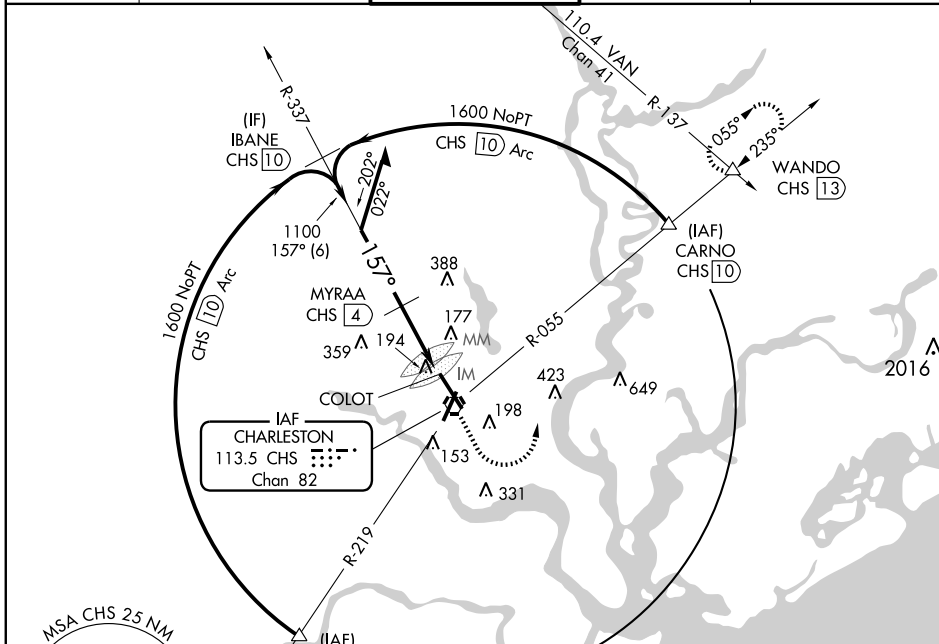 110.4 VAN
Chan 41
R-137
R-337
(IF)
IBANE
CHS 10
1600 NoPT
CHS 10 Arc
055°
235°
WANDO
CHS 13
202°
022°
1100
157° (6)
157°
(IAF)
CARNO
CHS 10
1600 NoPT
CHS 10 Arc
388
MYRAA
CHS 4
177
MM
359
194
R-055
IM
COLOT
423
649
2016
198
IAF
CHARLESTON
113.5 CHS
Chan 82
153
331
R-219
MSA CHS 25 NM
(IAF)